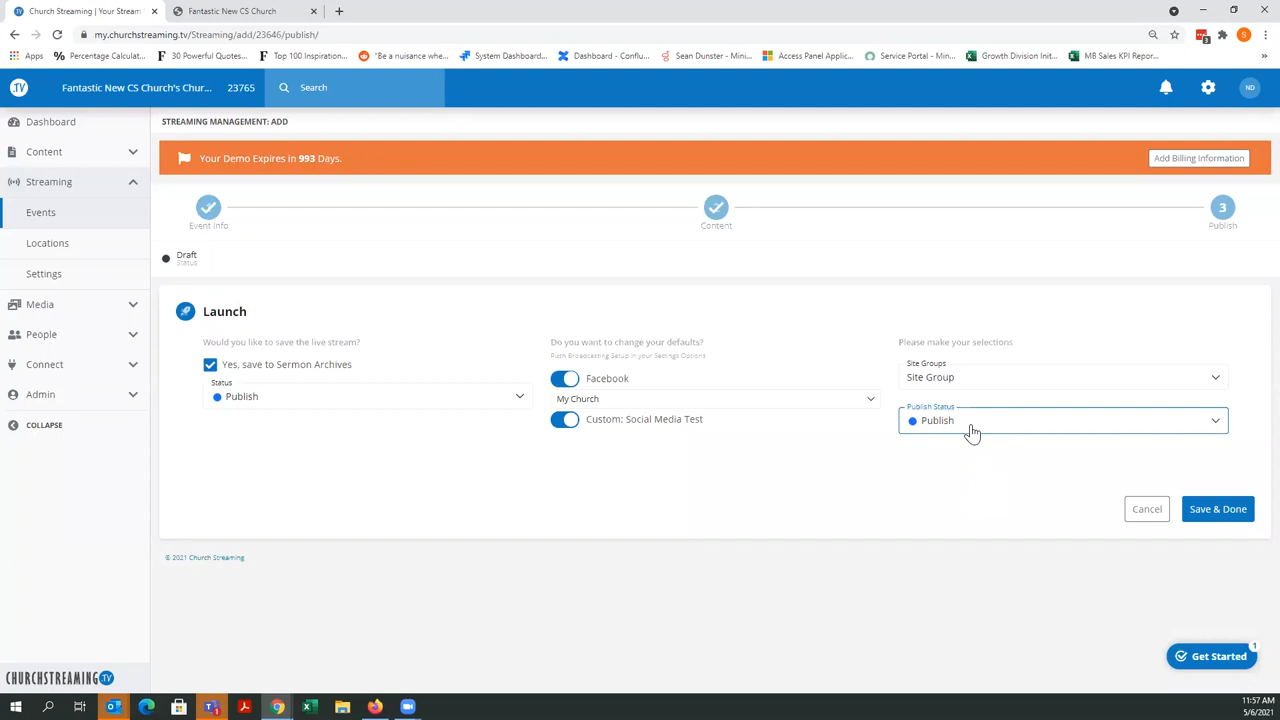 Church Streaming | Your Stream
Fantastic New CS Church
my.churchstreaming.tv/Streaming/add/23646/publish/
3
S
Apps
Percentage Calculat...
30 Powerful Quotes...
Top 100 Inspiration...
"Be a nuisance whe...
System Dashboard...
Dashboard - Conflu...
Sean Dunster - Mini...
Access Panel Applic...
Service Portal - Min...
Growth Division Init...
MB Sales KPI Repor...
»
.TV
Fantastic New CS Church's Chur...
23765
Search
ND
Dashboard
Content
Streaming
Events
Locations
Settings
Media
People
Connect
Admin
COLLAPSE
STREAMING MANAGEMENT: ADD
Your Demo Expires in 993 Days.
Add Billing Information
3
Event Info
Content
Publish
Draft
Status
Launch
Would you like to save the live stream?
Yes, save to Sermon Archives
Status
Publish
Do you want to change your defaults?
Push Broadcasting Setup in your Settings Options
Facebook
My Church
Custom: Social Media Test
Please make your selections
Site Groups
Site Group
Publish Status
Publish
Cancel
Save & Done
© 2021 Church Streaming
Get Started
1
CHURCHSTREAMING.TV
11:57 AM
5/6/2021